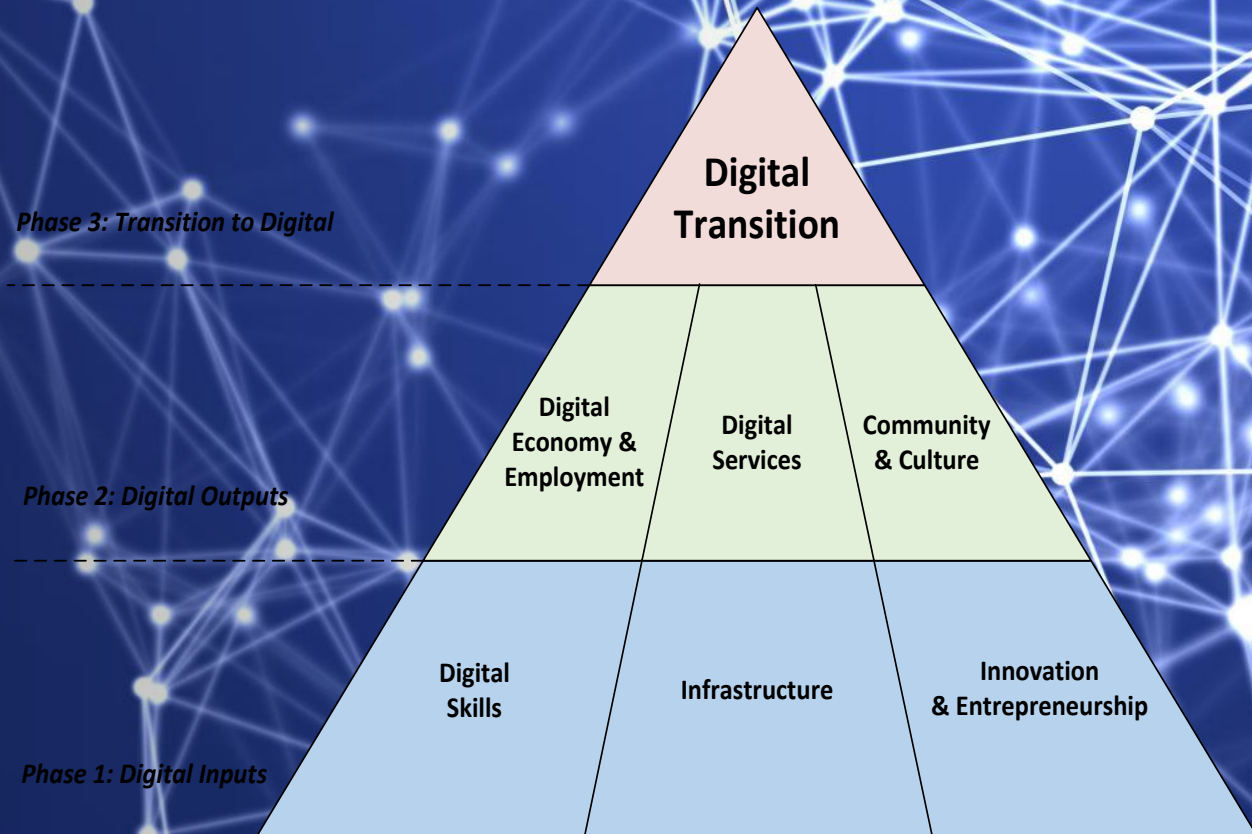 Digital
Transition
Phase 3: Transition to Digital
Digital
Economy &
Employment
Digital
Services
Community
& Culture
Phase 2: Digital Outputs
Digital
Skills
Infrastructure
Innovation
& Entrepreneurship
Phase 1: Digital Inputs